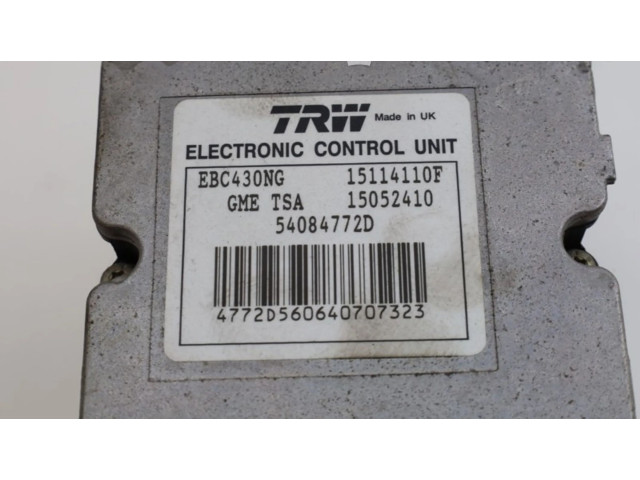 TRW Made in UK
ELECTRONIC CONTROL UNIT
EBC430NG 15114110F
GME TSA 15052410
54084772D
4772D560640707323